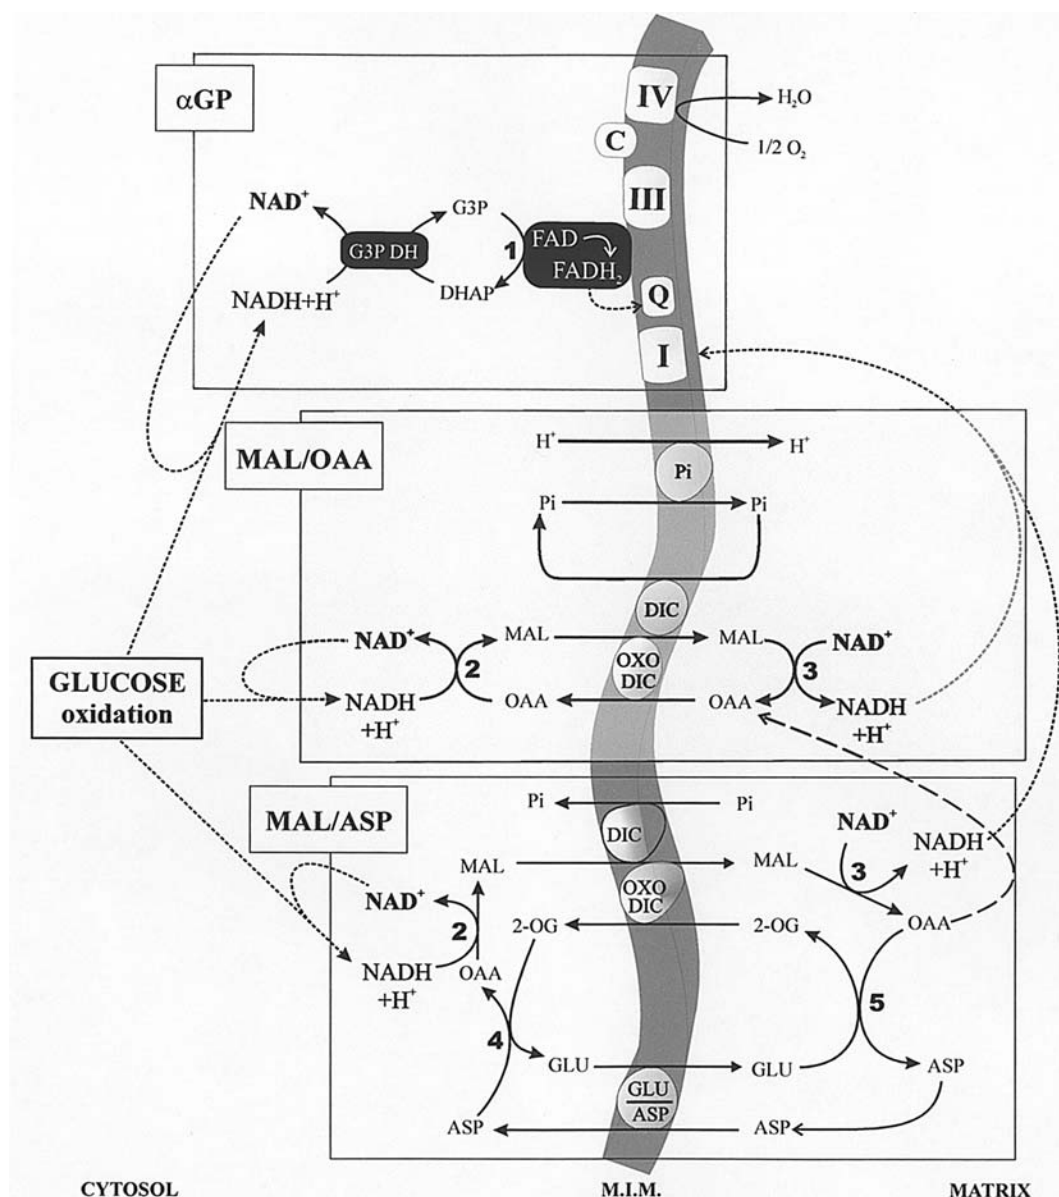 αGP
IV
H₂O
C
1/2 O₂
III
NAD⁺
G3P
G3P DH
1
FAD
FADH₂
NADH+H⁺
DHAP
Q
I
MAL/OAA
H⁺
H⁺
Pi
Pi
Pi
DIC
NAD⁺
2
MAL
MAL
3
NAD⁺
OXO
DIC
GLUCOSE
oxidation
NADH
+H⁺
OAA
OAA
NADH
+H⁺
MAL/ASP
Pi
Pi
DIC
NAD⁺
NADH
+H⁺
MAL
MAL
3
OXO
DIC
NAD⁺
2
2-OG
2-OG
OAA
NADH
+H⁺
OAA
4
5
GLU
GLU
ASP
GLU
ASP
ASP
ASP
CYTOSOL
M.I.M.
MATRIX